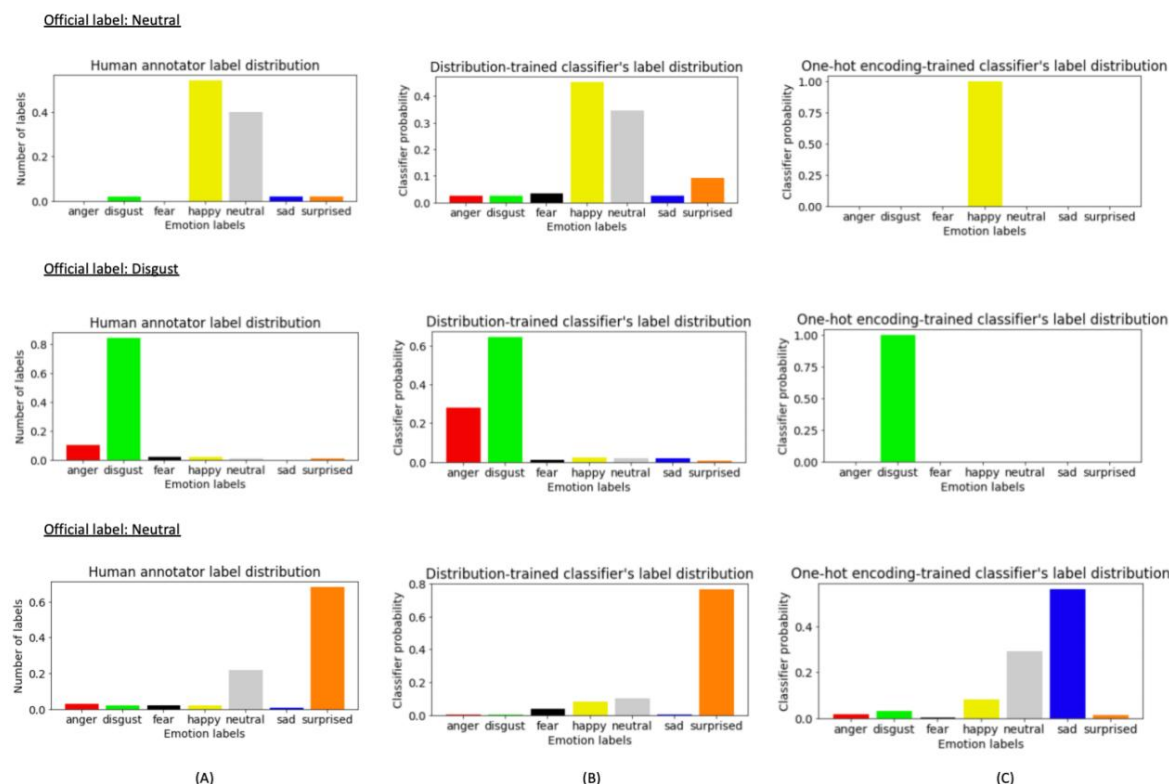 Official label: Neutral
Human annotator label distribution
Number of labels
0.4
0.2
0.0
anger disgust fear happy neutral sad surprised
Emotion labels
Distribution-trained classifier's label distribution
Classifier probability
0.4
0.3
0.2
0.1
0.0
anger disgust fear happy neutral sad surprised
Emotion labels
One-hot encoding-trained classifier's label distribution
Classifier probability
1.00
0.75
0.50
0.25
0.00
anger disgust fear happy neutral sad surprised
Emotion labels
Official label: Disgust
Human annotator label distribution
Number of labels
0.8
0.6
0.4
0.2
0.0
anger disgust fear happy neutral sad surprised
Emotion labels
Distribution-trained classifier's label distribution
Classifier probability
0.6
0.4
0.2
0.0
anger disgust fear happy neutral sad surprised
Emotion labels
One-hot encoding-trained classifier's label distribution
Classifier probability
1.00
0.75
0.50
0.25
0.00
anger disgust fear happy neutral sad surprised
Emotion labels
Official label: Neutral
Human annotator label distribution
Number of labels
0.6
0.4
0.2
0.0
anger disgust fear happy neutral sad surprised
Emotion labels
Distribution-trained classifier's label distribution
Classifier probability
0.8
0.6
0.4
0.2
0.0
anger disgust fear happy neutral sad surprised
Emotion labels
One-hot encoding-trained classifier's label distribution
Classifier probability
0.4
0.2
0.0
anger disgust fear happy neutral sad surprised
Emotion labels
(A)
(B)
(C)